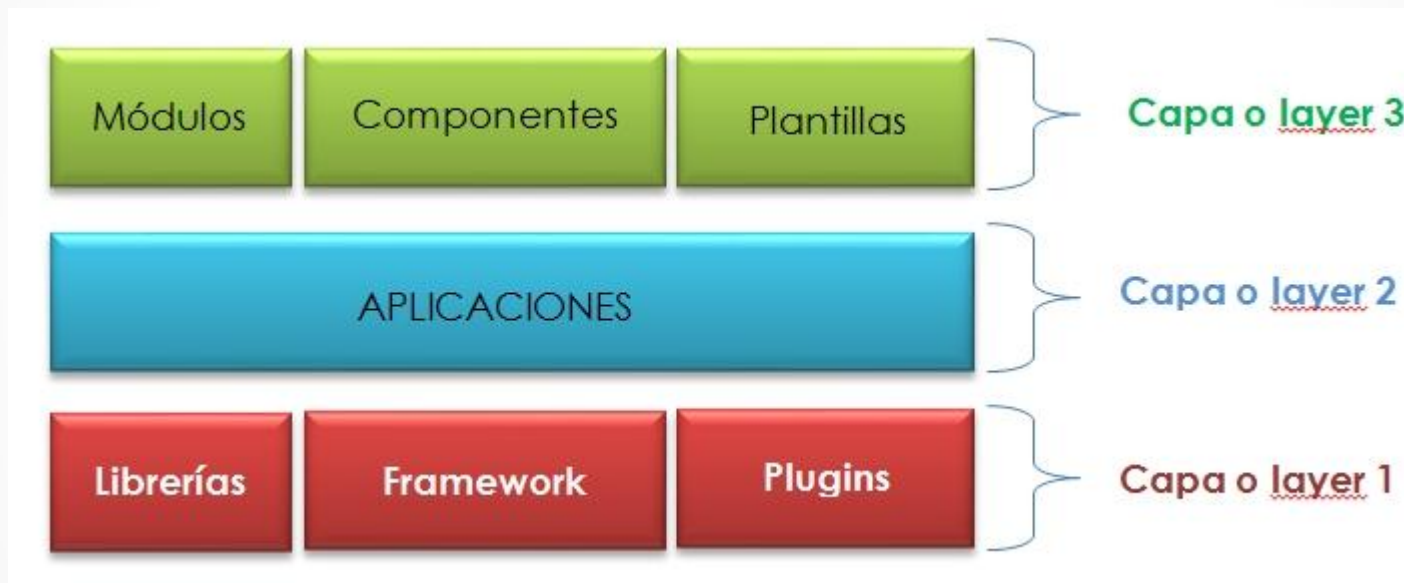 Módulos Componentes Plantillas Capa o layer 3
APLICACIONES Capa o layer 2
Librerías Framework Plugins Capa o layer 1